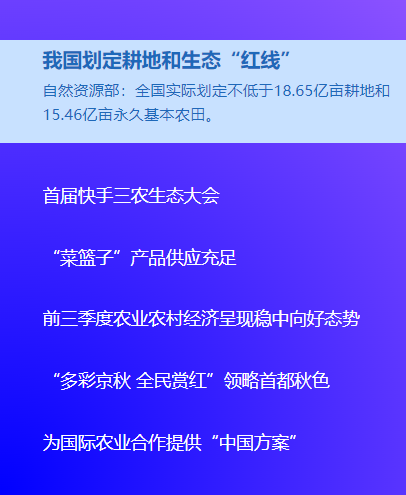 我国划定耕地和生态“红线”
自然资源部：全国实际划定不低于18.65亿亩耕地和
15.46亿亩永久基本农田。
首届快手三农生态大会
“菜篮子”产品供应充足
前三季度农业农村经济呈现稳中向好态势
“多彩京秋 全民赏红”领略首都秋色
为国际农业合作提供“中国方案”